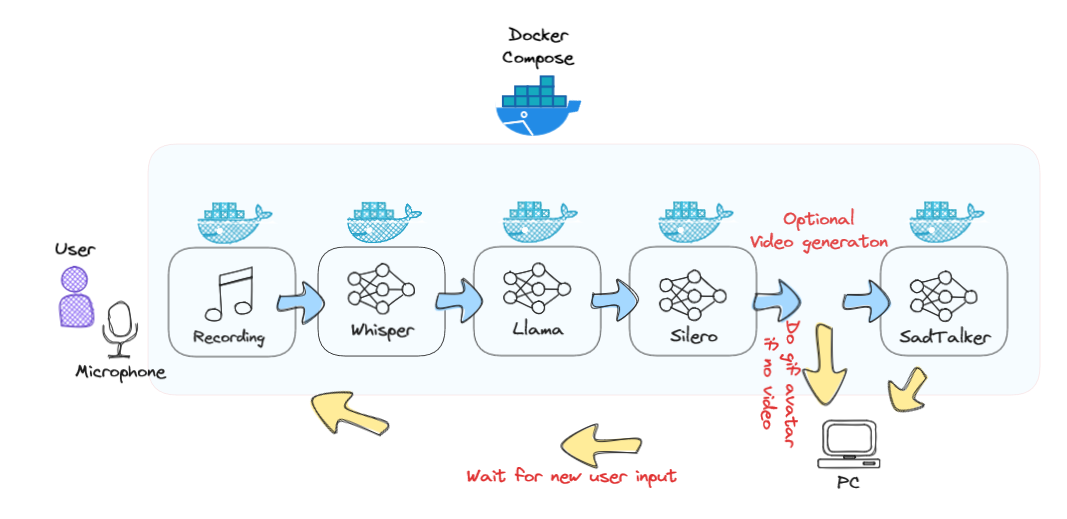 Docker
Compose
Optional
Video generaton
User
Microphone
Recording
Whisper
Llama
Silero
SadTalker
Do gif avatar
if no video
Wait for new user input
PC